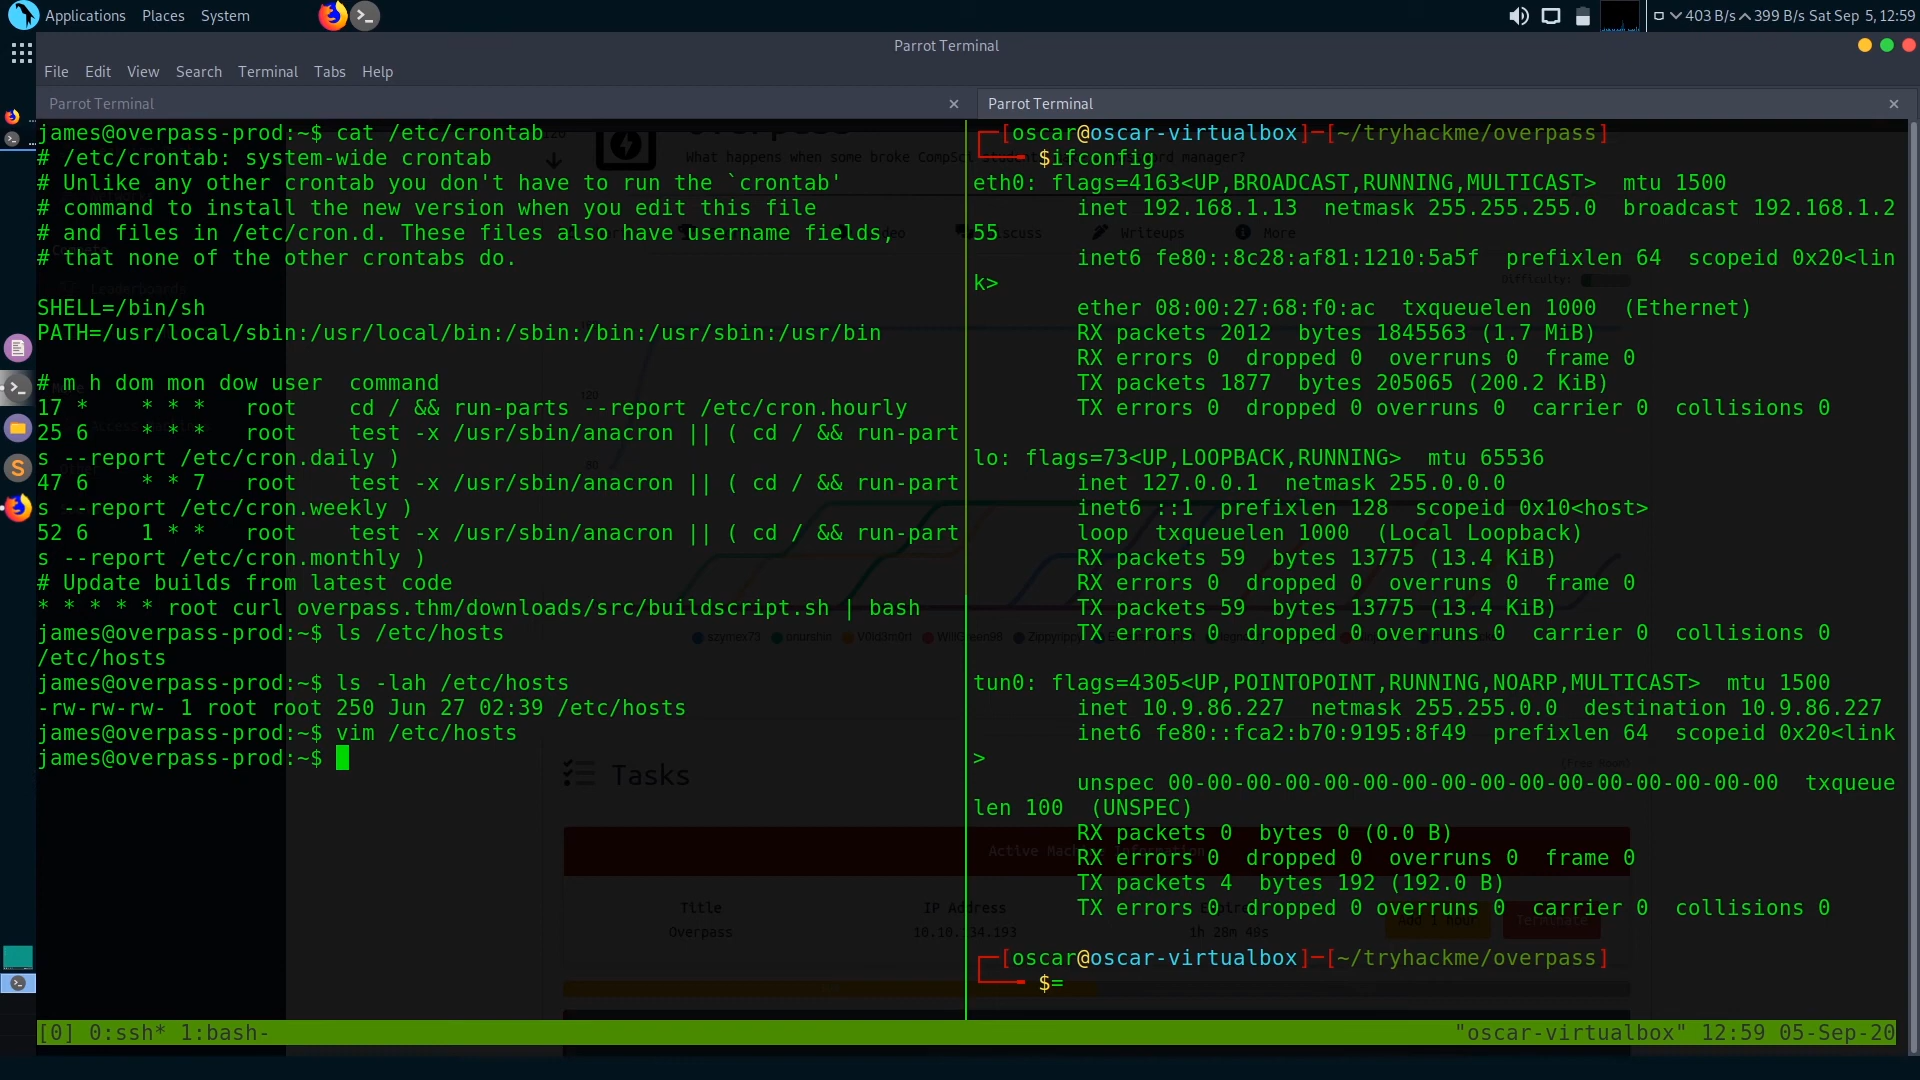 Applications Places System
403 B/s 399 B/s Sat Sep 5, 12:59
Parrot Terminal
File Edit View Search Terminal Tabs Help
Parrot Terminal
james@overpass-prod:~$ cat /etc/crontab
# /etc/crontab: system-wide crontab
# Unlike any other crontab you don't have to run the `crontab'
# command to install the new version when you edit this file
# and files in /etc/cron.d. These files also have username fields,
# that none of the other crontabs do.
SHELL=/bin/sh
PATH=/usr/local/sbin:/usr/local/bin:/sbin:/bin:/usr/sbin:/usr/bin
# m h dom mon dow user  command
17 *    * * *   root    cd / && run-parts --report /etc/cron.hourly
25 6    * * *   root    test -x /usr/sbin/anacron || ( cd / && run-part
s --report /etc/cron.daily )
47 6    * * 7   root    test -x /usr/sbin/anacron || ( cd / && run-part
s --report /etc/cron.weekly )
52 6    1 * *   root    test -x /usr/sbin/anacron || ( cd / && run-part
s --report /etc/cron.monthly )
# Update builds from latest code
* * * * * root curl overpass.thm/downloads/src/buildscript.sh | bash
james@overpass-prod:~$ ls /etc/hosts
/etc/hosts
james@overpass-prod:~$ ls -lah /etc/hosts
-rw-rw-rw- 1 root root 250 Jun 27 02:39 /etc/hosts
james@overpass-prod:~$ vim /etc/hosts
james@overpass-prod:~$
Parrot Terminal
[oscar@oscar-virtualbox]─[~/tryhackme/overpass]
$ifconfig
eth0: flags=4163<UP,BROADCAST,RUNNING,MULTICAST>  mtu 1500
inet 192.168.1.13  netmask 255.255.255.0  broadcast 192.168.1.2
55
inet6 fe80::8c28:af81:1210:5a5f  prefixlen 64  scopeid 0x20<lin
k>
ether 08:00:27:68:f0:ac  txqueuelen 1000  (Ethernet)
RX packets 2012  bytes 1845563 (1.7 MiB)
RX errors 0  dropped 0  overruns 0  frame 0
TX packets 1877  bytes 205065 (200.2 KiB)
TX errors 0  dropped 0 overruns 0  carrier 0  collisions 0
lo: flags=73<UP,LOOPBACK,RUNNING>  mtu 65536
inet 127.0.0.1  netmask 255.0.0.0
inet6 ::1  prefixlen 128  scopeid 0x10<host>
loop  txqueuelen 1000  (Local Loopback)
RX packets 59  bytes 13775 (13.4 KiB)
RX errors 0  dropped 0  overruns 0  frame 0
TX packets 59  bytes 13775 (13.4 KiB)
TX errors 0  dropped 0 overruns 0  carrier 0  collisions 0
tun0: flags=4305<UP,POINTOPOINT,RUNNING,NOARP,MULTICAST>  mtu 1500
inet 10.9.86.227  netmask 255.255.0.0  destination 10.9.86.227
inet6 fe80::fca2:b70:9195:8f49  prefixlen 64  scopeid 0x20<link
>
unspec 00-00-00-00-00-00-00-00-00-00-00-00-00-00-00-00  txqueue
len 100  (UNSPEC)
RX packets 0  bytes 0 (0.0 B)
RX errors 0  dropped 0  overruns 0  frame 0
TX packets 4  bytes 192 (192.0 B)
TX errors 0  dropped 0 overruns 0  carrier 0  collisions 0
[oscar@oscar-virtualbox]─[~/tryhackme/overpass]
$=
Tasks
Title
Overpass
1h 28m 48s
[0] 0:ssh* 1:bash-
"oscar-virtualbox" 12:59 05-Sep-20